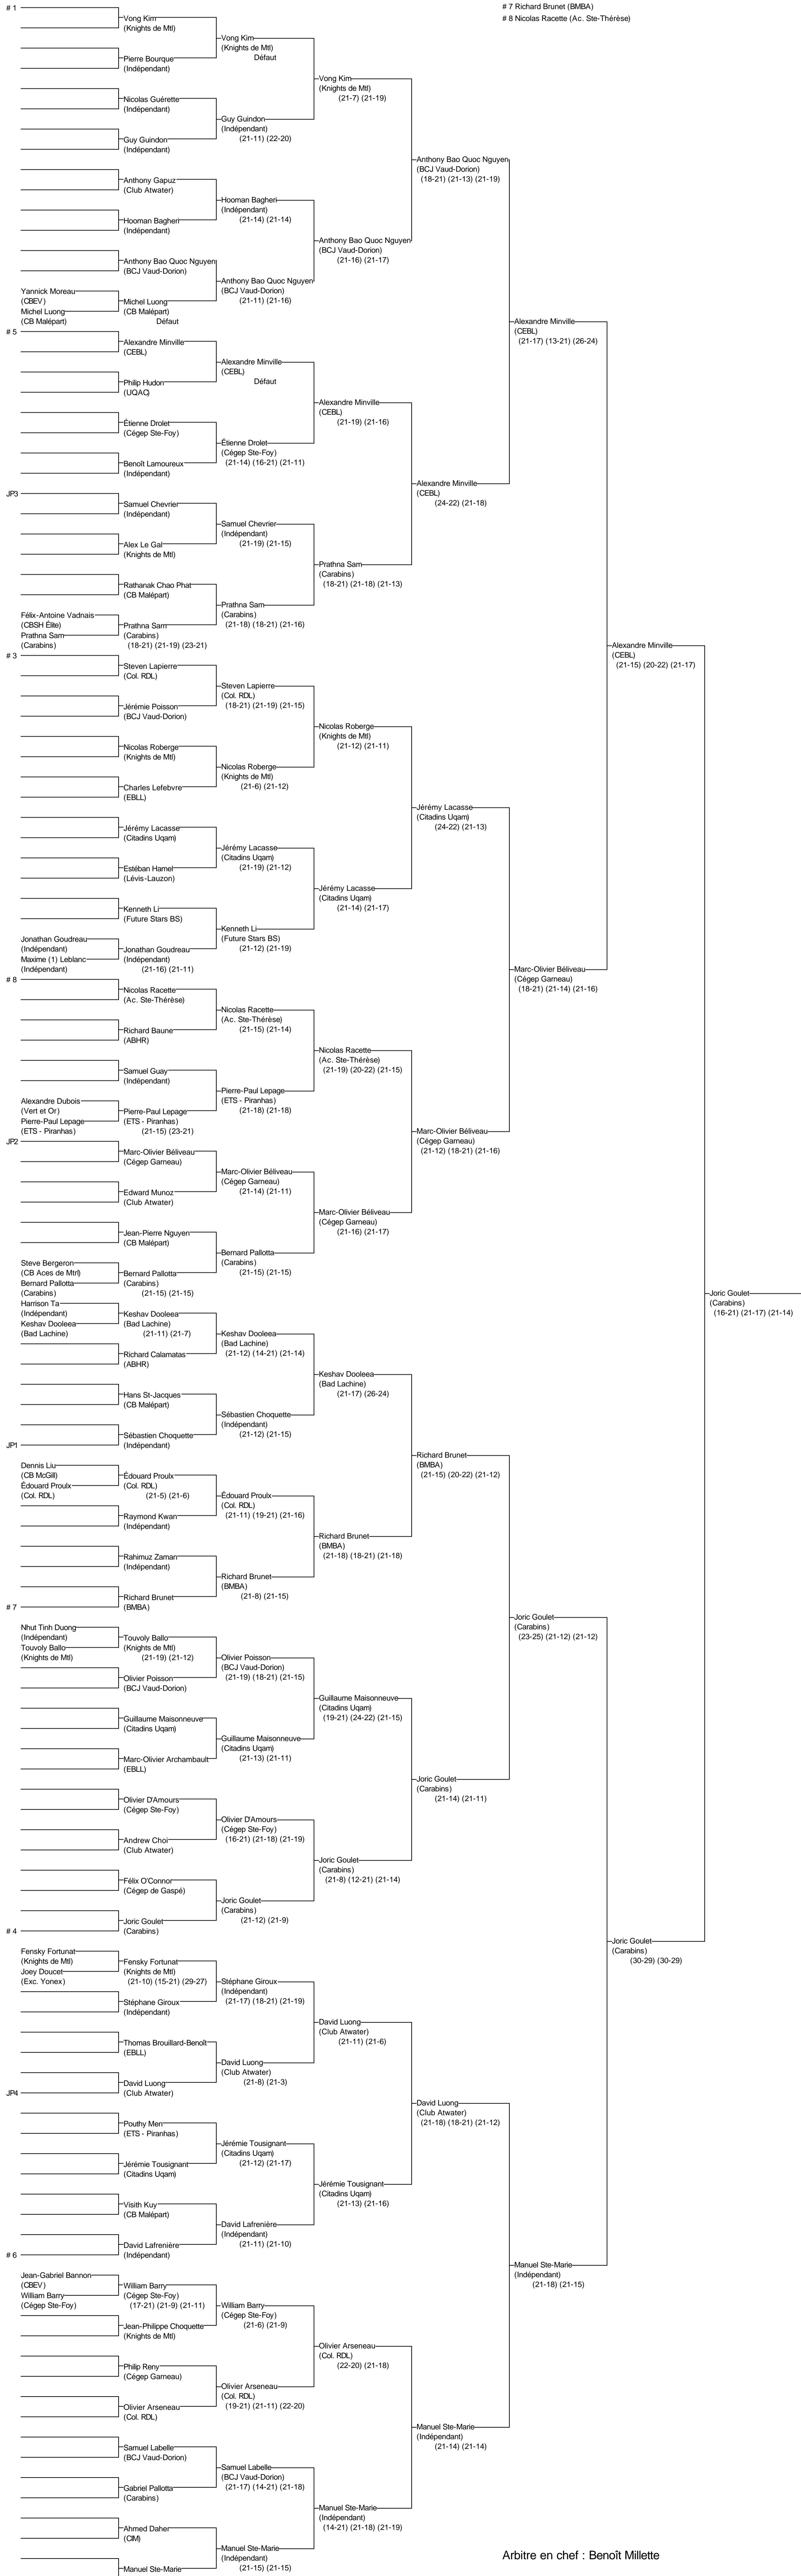 # 7 Richard Brunet (BMBA)
# 8 Nicolas Racette (Ac. Ste-Thérèse)
# 1
Vong Kim
(Knights de Mtl)
Pierre Bourque
(Indépendant)
Nicolas Guérette
(Indépendant)
Guy Guindon
(Indépendant)
Anthony Gapuz
(Club Atwater)
Hooman Bagheri
(Indépendant)
Anthony Bao Quoc Nguyen
(BCJ Vaud-Dorion)
Yannick Moreau
(CBEV)
Michel Luong
(CB Malépart)
Michel Luong
(CB Malépart)
Défaut
# 5
Alexandre Minville
(CEBL)
Philip Hudon
(UQAC)
Étienne Drolet
(Cégep Ste-Foy)
Benoît Lamoureux
(Indépendant)
JP3
Samuel Chevrier
(Indépendant)
Alex Le Gal
(Knights de Mtl)
Rathanak Chao Phat
(CB Malépart)
Félix-Antoine Vadnais
(CBSH Élite)
Prathna Sam
(Carabins)
Prathna Sam
(Carabins)
(18-21) (21-19) (23-21)
# 3
Steven Lapierre
(Col. RDL)
Jérémie Poisson
(BCJ Vaud-Dorion)
Nicolas Roberge
(Knights de Mtl)
Charles Lefebvre
(EBLL)
Jérémy Lacasse
(Citadins Uqam)
Estéban Hamel
(Lévis-Lauzon)
Kenneth Li
(Future Stars BS)
Jonathan Goudreau
(Indépendant)
Maxime (1) Leblanc
(Indépendant)
Jonathan Goudreau
(Indépendant)
(21-16) (21-11)
# 8
Nicolas Racette
(Ac. Ste-Thérèse)
Richard Baune
(ABHR)
Samuel Guay
(Indépendant)
Alexandre Dubois
(Vert et Or)
Pierre-Paul Lepage
(ETS - Piranhas)
Pierre-Paul Lepage
(ETS - Piranhas)
(21-15) (23-21)
JP2
Marc-Olivier Béliveau
(Cégep Garneau)
Edward Munoz
(Club Atwater)
Jean-Pierre Nguyen
(CB Malépart)
Steve Bergeron
(CB Aces de Mtrl)
Bernard Pallotta
(Carabins)
Bernard Pallotta
(Carabins)
(21-15) (21-15)
Harrison Ta
(Indépendant)
Keshav Dooleea
(Bad Lachine)
Keshav Dooleea
(Bad Lachine)
(21-11) (21-7)
Richard Calamatas
(ABHR)
Hans St-Jacques
(CB Malépart)
Sébastien Choquette
(Indépendant)
JP1
Dennis Liu
(CB McGill)
Édouard Proulx
(Col. RDL)
Édouard Proulx
(Col. RDL)
(21-5) (21-6)
Raymond Kwan
(Indépendant)
Rahimuz Zaman
(Indépendant)
Richard Brunet
(BMBA)
# 7
Nhut Tinh Duong
(Indépendant)
Touvoly Ballo
(Knights de Mtl)
Touvoly Ballo
(Knights de Mtl)
(21-19) (21-12)
Olivier Poisson
(BCJ Vaud-Dorion)
Guillaume Maisonneuve
(Citadins Uqam)
Marc-Olivier Archambault
(EBLL)
Olivier D'Amours
(Cégep Ste-Foy)
Andrew Choi
(Club Atwater)
Félix O'Connor
(Cégep de Gaspé)
Joric Goulet
(Carabins)
# 4
Fensky Fortunat
(Knights de Mtl)
Joey Doucet
(Exc. Yonex)
Fensky Fortunat
(Knights de Mtl)
(21-10) (15-21) (29-27)
Stéphane Giroux
(Indépendant)
Thomas Brouillard-Benoît
(EBLL)
David Luong
(Club Atwater)
JP4
Pouthy Men
(ETS - Piranhas)
Jérémie Tousignant
(Citadins Uqam)
Visith Kuy
(CB Malépart)
David Lafrenière
(Indépendant)
# 6
Jean-Gabriel Bannon
(CBEV)
William Barry
(Cégep Ste-Foy)
William Barry
(Cégep Ste-Foy)
(17-21) (21-9) (21-11)
Jean-Philippe Choquette
(Knights de Mtl)
Philip Reny
(Cégep Garneau)
Olivier Arseneau
(Col. RDL)
Samuel Labelle
(BCJ Vaud-Dorion)
Gabriel Pallotta
(Carabins)
Ahmed Daher
(CIM)
Manuel Ste-Marie
Vong Kim
(Knights de Mtl)
Défaut
Guy Guindon
(Indépendant)
(21-11) (22-20)
Hooman Bagheri
(Indépendant)
(21-14) (21-14)
Anthony Bao Quoc Nguyen
(BCJ Vaud-Dorion)
(21-11) (21-16)
Alexandre Minville
(CEBL)
Défaut
Étienne Drolet
(Cégep Ste-Foy)
(21-14) (16-21) (21-11)
Samuel Chevrier
(Indépendant)
(21-19) (21-15)
Prathna Sam
(Carabins)
(21-18) (18-21) (21-16)
Steven Lapierre
(Col. RDL)
(18-21) (21-19) (21-15)
Nicolas Roberge
(Knights de Mtl)
(21-6) (21-12)
Jérémy Lacasse
(Citadins Uqam)
(21-19) (21-12)
Kenneth Li
(Future Stars BS)
(21-12) (21-19)
Nicolas Racette
(Ac. Ste-Thérèse)
(21-15) (21-14)
Pierre-Paul Lepage
(ETS - Piranhas)
(21-18) (21-18)
Marc-Olivier Béliveau
(Cégep Garneau)
(21-14) (21-11)
Bernard Pallotta
(Carabins)
(21-15) (21-15)
Keshav Dooleea
(Bad Lachine)
(21-12) (14-21) (21-14)
Sébastien Choquette
(Indépendant)
(21-12) (21-15)
Édouard Proulx
(Col. RDL)
(21-11) (19-21) (21-16)
Richard Brunet
(BMBA)
(21-8) (21-15)
Olivier Poisson
(BCJ Vaud-Dorion)
(21-19) (18-21) (21-15)
Guillaume Maisonneuve
(Citadins Uqam)
(21-13) (21-11)
Olivier D'Amours
(Cégep Ste-Foy)
(16-21) (21-18) (21-19)
Joric Goulet
(Carabins)
(21-12) (21-9)
Stéphane Giroux
(Indépendant)
(21-17) (18-21) (21-19)
David Luong
(Club Atwater)
(21-8) (21-3)
Jérémie Tousignant
(Citadins Uqam)
(21-12) (21-17)
David Lafrenière
(Indépendant)
(21-11) (21-10)
William Barry
(Cégep Ste-Foy)
(21-6) (21-9)
Olivier Arseneau
(Col. RDL)
(19-21) (21-11) (22-20)
Samuel Labelle
(BCJ Vaud-Dorion)
(21-17) (14-21) (21-18)
Manuel Ste-Marie
(Indépendant)
(21-15) (21-15)
Vong Kim
(Knights de Mtl)
(21-7) (21-19)
Anthony Bao Quoc Nguyen
(BCJ Vaud-Dorion)
(21-16) (21-17)
Alexandre Minville
(CEBL)
(21-19) (21-16)
Prathna Sam
(Carabins)
(18-21) (21-18) (21-13)
Nicolas Roberge
(Knights de Mtl)
(21-12) (21-11)
Jérémy Lacasse
(Citadins Uqam)
(21-14) (21-17)
Nicolas Racette
(Ac. Ste-Thérèse)
(21-19) (20-22) (21-15)
Marc-Olivier Béliveau
(Cégep Garneau)
(21-16) (21-17)
Keshav Dooleea
(Bad Lachine)
(21-17) (26-24)
Richard Brunet
(BMBA)
(21-18) (18-21) (21-18)
Guillaume Maisonneuve
(Citadins Uqam)
(19-21) (24-22) (21-15)
Joric Goulet
(Carabins)
(21-8) (12-21) (21-14)
David Luong
(Club Atwater)
(21-11) (21-6)
Jérémie Tousignant
(Citadins Uqam)
(21-13) (21-16)
Olivier Arseneau
(Col. RDL)
(22-20) (21-18)
Manuel Ste-Marie
(Indépendant)
(14-21) (21-18) (21-19)
Anthony Bao Quoc Nguyen
(BCJ Vaud-Dorion)
(18-21) (21-13) (21-19)
Alexandre Minville
(CEBL)
(24-22) (21-18)
Jérémy Lacasse
(Citadins Uqam)
(24-22) (21-13)
Marc-Olivier Béliveau
(Cégep Garneau)
(21-12) (18-21) (21-16)
Richard Brunet
(BMBA)
(21-15) (20-22) (21-12)
Joric Goulet
(Carabins)
(21-14) (21-11)
David Luong
(Club Atwater)
(21-18) (18-21) (21-12)
Manuel Ste-Marie
(Indépendant)
(21-14) (21-14)
Alexandre Minville
(CEBL)
(21-17) (13-21) (26-24)
Marc-Olivier Béliveau
(Cégep Garneau)
(18-21) (21-14) (21-16)
Joric Goulet
(Carabins)
(23-25) (21-12) (21-12)
Manuel Ste-Marie
(Indépendant)
(21-18) (21-15)
Alexandre Minville
(CEBL)
(21-15) (20-22) (21-17)
Joric Goulet
(Carabins)
(30-29) (30-29)
Joric Goulet
(Carabins)
(16-21) (21-17) (21-14)
Arbitre en chef : Benoît Millette